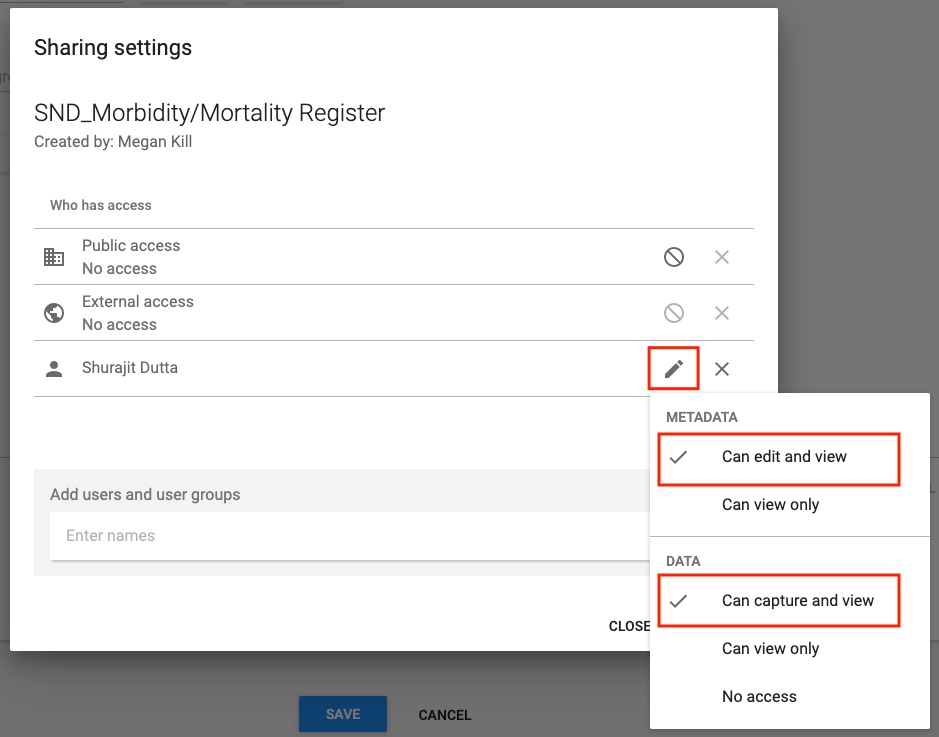 Sharing settings
SND_Morbidity/Mortality Register
Created by: Megan Kill
Who has access
Public access
No access
External access
No access
Shurajit Dutta
METADATA
Can edit and view
Can view only
Add users and user groups
Enter names
DATA
Can capture and view
CLOSE
Can view only
No access
SAVE
CANCEL